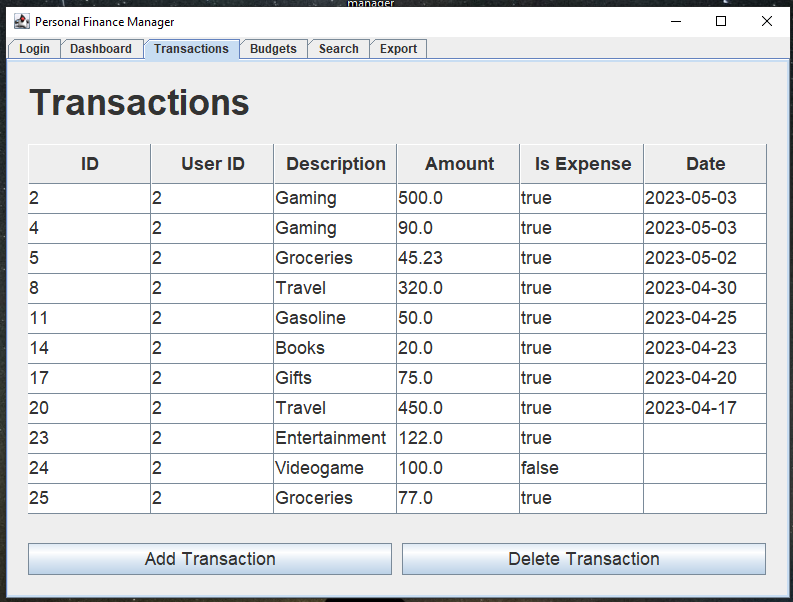 manager
Personal Finance Manager
Login Dashboard Transactions Budgets Search Export
Transactions
ID User ID Description Amount Is Expense Date
2 2 Gaming 500.0 true 2023-05-03
4 2 Gaming 90.0 true 2023-05-03
5 2 Groceries 45.23 true 2023-05-02
8 2 Travel 320.0 true 2023-04-30
11 2 Gasoline 50.0 true 2023-04-25
14 2 Books 20.0 true 2023-04-23
17 2 Gifts 75.0 true 2023-04-20
20 2 Travel 450.0 true 2023-04-17
23 2 Entertainment 122.0 true
24 2 Videogame 100.0 false
25 2 Groceries 77.0 true
Add Transaction Delete Transaction